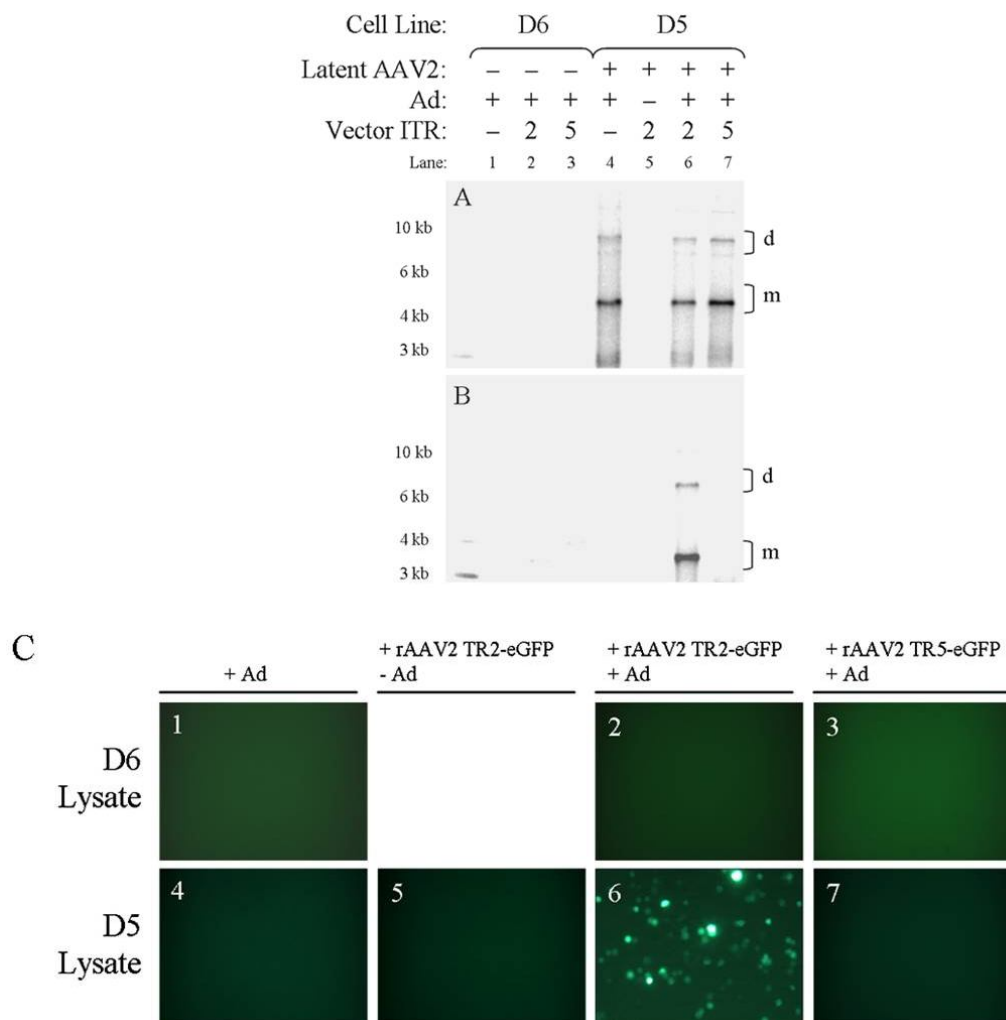 Cell Line: D6 D5
Latent AAV2: – – – + + + +
Ad: + + + + – + +
Vector ITR: – 2 5 – 2 2 5
Lane: 1 2 3 4 5 6 7
A
10 kb
d
6 kb
m
4 kb
3 kb
B
10 kb
d
6 kb
4 kb
m
3 kb
C
+ Ad
+ rAAV2 TR2-eGFP
- Ad
+ rAAV2 TR2-eGFP
+ Ad
+ rAAV2 TR5-eGFP
+ Ad
D6
Lysate
1 2 3
D5
Lysate
4 5 6 7